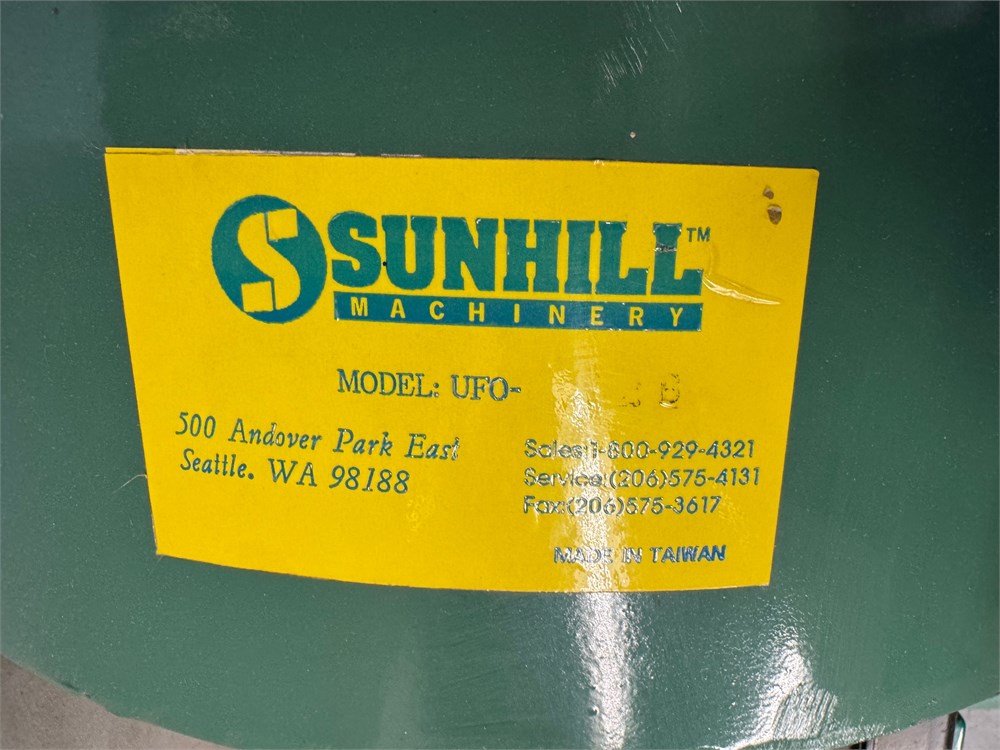 SUNHILL™
MACHINERY
MODEL: UFO-
500 Andover Park East
Seattle. WA 98188
Sales:1-800-929-4321
Service:(206)575-4131
Fax:(206)575-3617
MADE IN TAIWAN